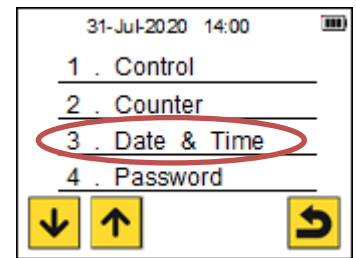 31-Jul-2020 14:00
1 . Control
2 . Counter
3 . Date & Time
4 . Password